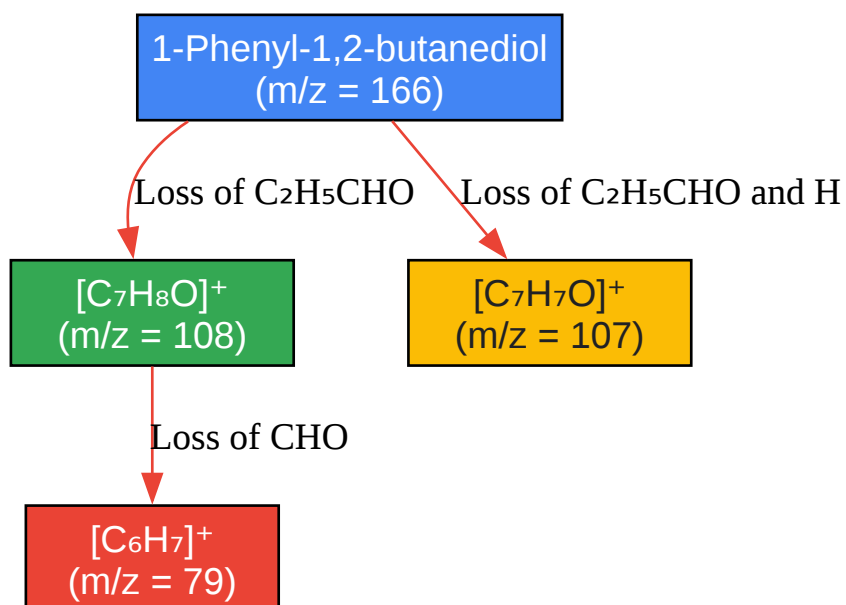 1-Phenyl-1,2-butanediol
(m/z = 166)
Loss of C₂H₅CHO
Loss of C₂H₅CHO and H
[C₇H₈O]⁺
(m/z = 108)
[C₇H₇O]⁺
(m/z = 107)
Loss of CHO
[C₆H₇]⁺
(m/z = 79)